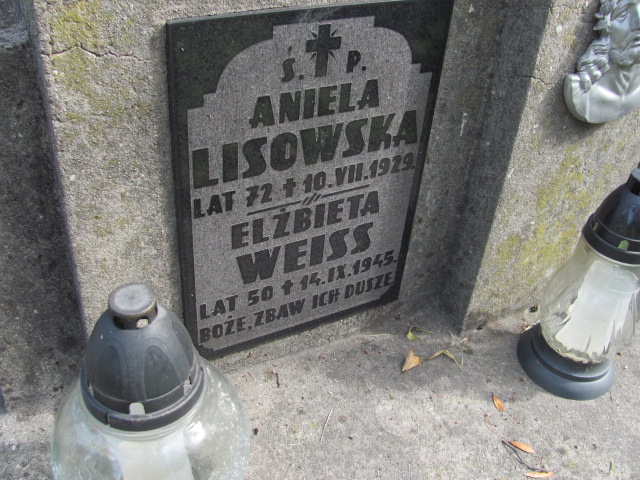 Ś. P.
ANIELA
LISOWSKA
LAT 72 + 10.VII.1929.
ELŻBIETA
WEISS
LAT 50 + 14.IX.1945.
BOŻE, ZBAW ICH DUSZE.